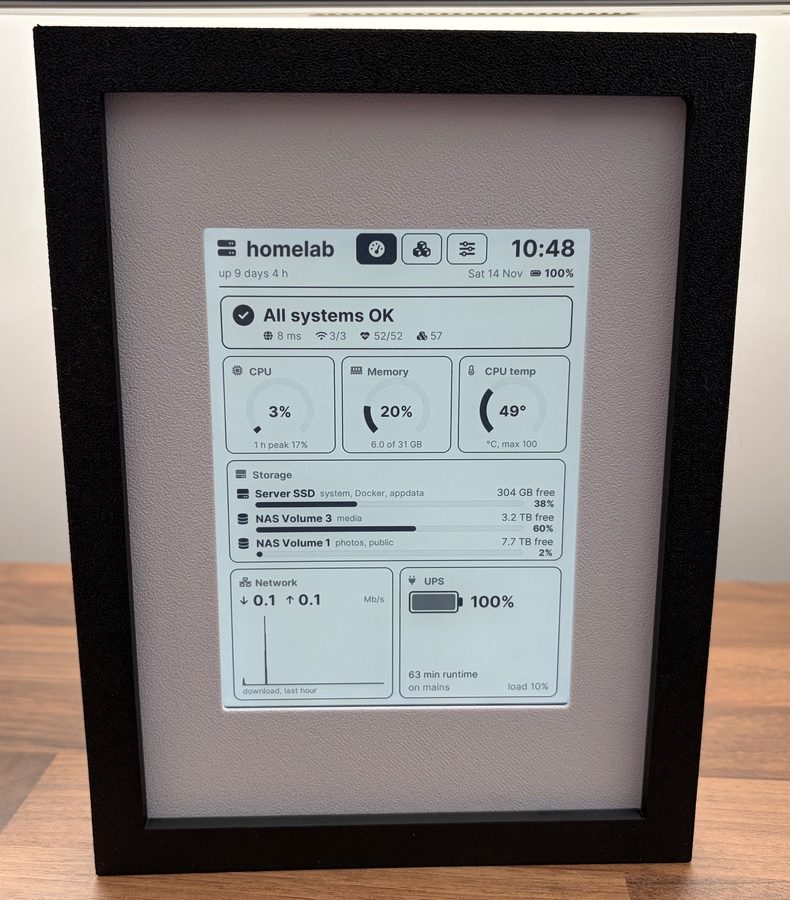 homelab 10:48
up 9 days 4 h Sat 14 Nov 100%
All systems OK
8 ms 3/3 52/52 57
CPU Memory CPU temp
3% 20% 49°
1 h peak 17% 6.0 of 31 GB °C, max 100
Storage
Server SSD system, Docker, appdata 304 GB free
38%
NAS Volume 3 media 3.2 TB free
60%
NAS Volume 1 photos, public 7.7 TB free
2%
Network UPS
↓ 0.1 ↑ 0.1 Mb/s 100%
63 min runtime
download, last hour on mains load 10%